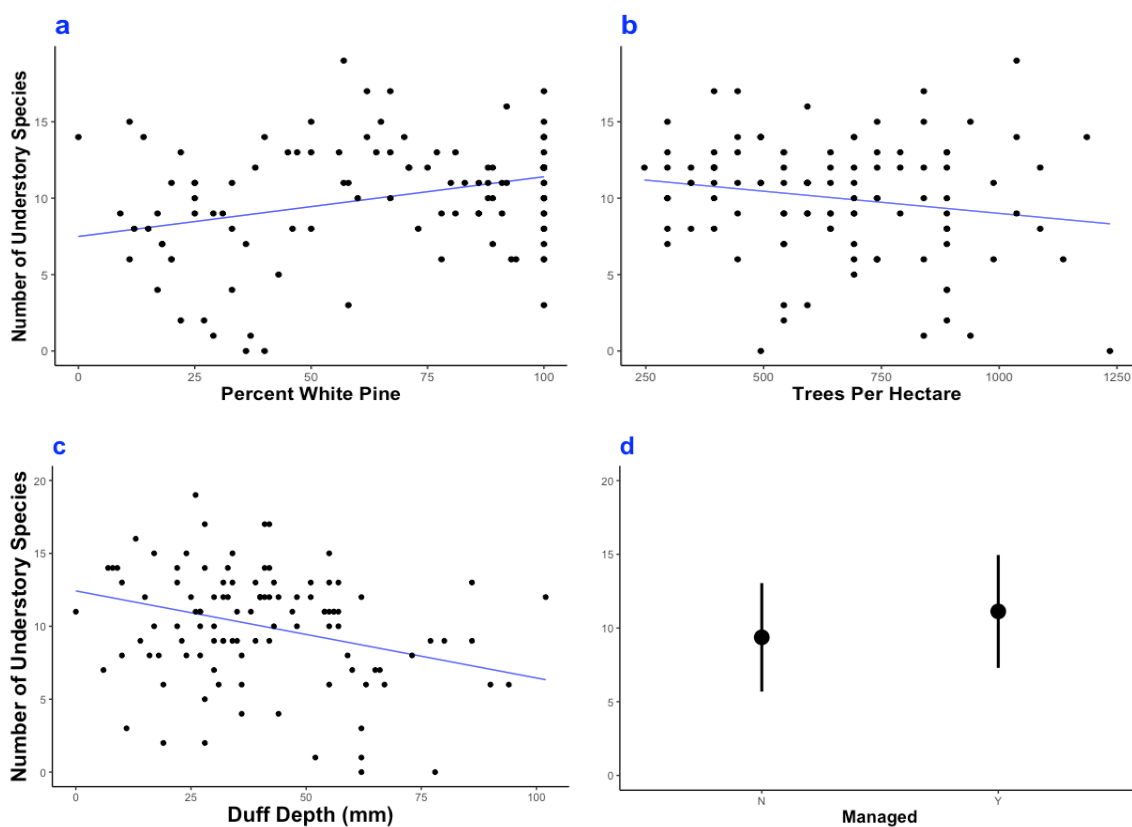 a
Number of Understory Species
15
10
5
0
0 25 50 75 100
Percent White Pine
b
15
10
5
0
250 500 750 1000 1250
Trees Per Hectare
c
Number of Understory Species
20
15
10
5
0
0 25 50 75 100
Duff Depth (mm)
d
20
15
10
5
0
N Y
Managed